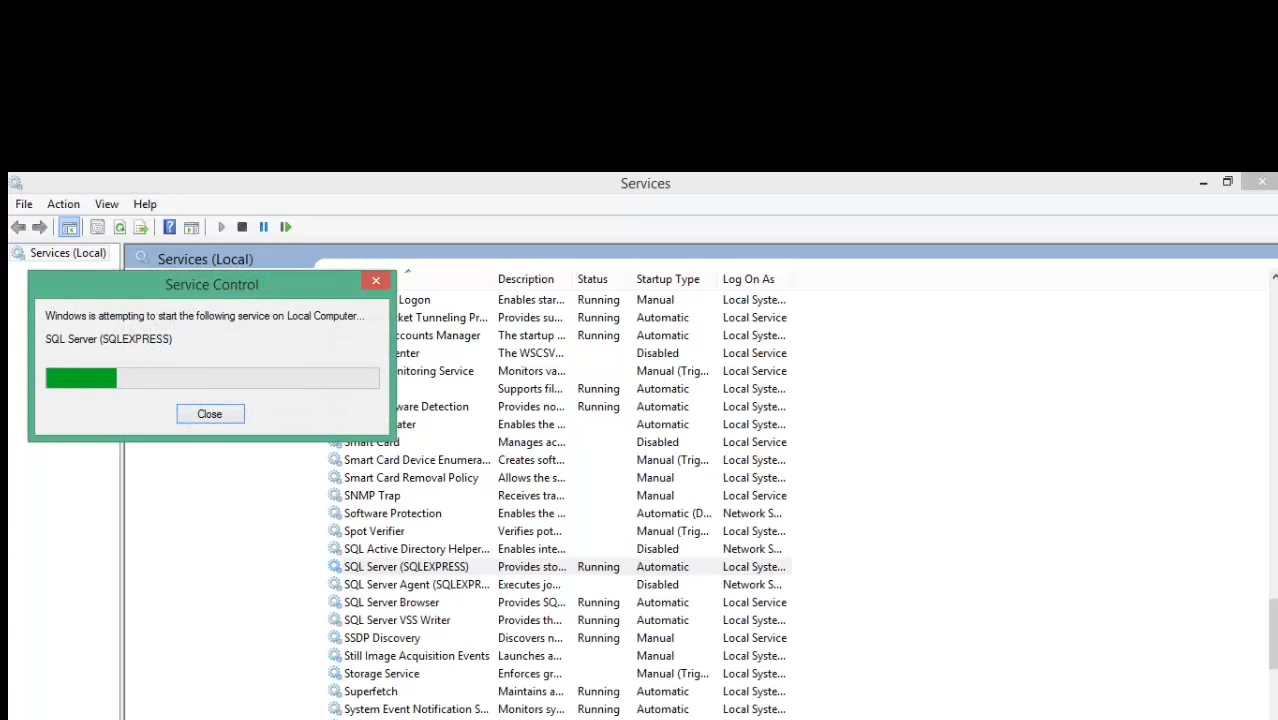 Services
File Action View Help
Services (Local)
Services (Local)
Service Control
Windows is attempting to start the following service on Local Computer...
SQL Server (SQLEXPRESS)
Close
Description Status Startup Type Log On As
Logon Enables star... Running Manual Local Syste...
ket Tunneling Pr... Provides su... Running Manual Local Service
ccounts Manager The startup ... Running Automatic Local Syste...
enter The WSCSV... Disabled Local Service
nitoring Service Monitors va... Manual (Trig... Local Syste...
Supports fil... Running Automatic Local Syste...
ware Detection Provides no... Running Automatic Local Syste...
ater Enables the ... Automatic Local Syste...
Smart Card Manages ac... Disabled Local Service
Smart Card Device Enumera... Creates soft... Manual (Trig... Local Syste...
Smart Card Removal Policy Allows the s... Manual Local Syste...
SNMP Trap Receives tra... Manual Local Service
Software Protection Enables the ... Automatic (D... Network S...
Spot Verifier Verifies pot... Manual (Trig... Local Syste...
SQL Active Directory Helper... Enables inte... Disabled Network S...
SQL Server (SQLEXPRESS) Provides sto... Running Automatic Local Syste...
SQL Server Agent (SQLEXPR... Executes jo... Disabled Network S...
SQL Server Browser Provides SQ... Running Automatic Local Service
SQL Server VSS Writer Provides th... Running Automatic Local Syste...
SSDP Discovery Discovers n... Running Manual Local Service
Still Image Acquisition Events Launches a... Manual Local Syste...
Storage Service Enforces gr... Manual (Trig... Local Syste...
Superfetch Maintains a... Running Automatic Local Syste...
System Event Notification S... Monitors sy... Running Automatic Local Syste...